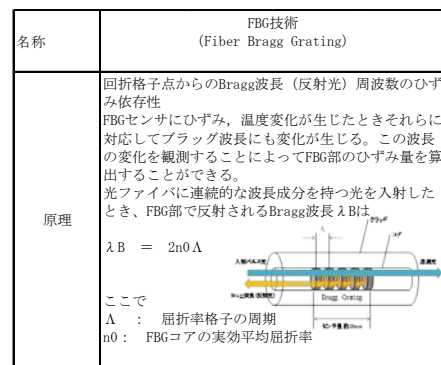 名称
FBG技術
(Fiber Bragg Grating)
原理
回折格子点からのBragg波長（反射光）周波数のひず
み依存性
FBGセンサにひずみ，温度変化が生じたときそれらに
対応してブラッグ波長にも変化が生じる。この波長
の変化を観測することによってFBG部のひずみ量を算
出することができる。
光ファイバに連続的な波長成分を持つ光を入射した
とき、FBG部で反射されるBragg波長λBは
λB ＝ 2n0Λ
クラッド
コア
Bragg Grating
ここで
Λ ： 屈折率格子の周期
n0： FBGコアの実効平均屈折率